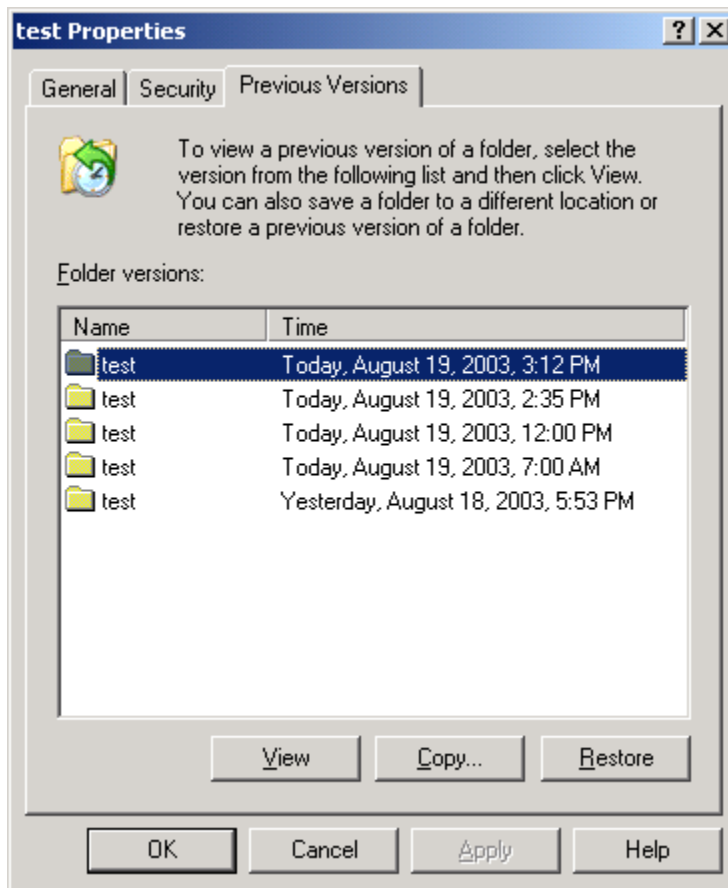 test Properties
General Security Previous Versions
To view a previous version of a folder, select the
version from the following list and then click View.
You can also save a folder to a different location or
restore a previous version of a folder.
Folder versions:
Name Time
test Today, August 19, 2003, 3:12 PM
test Today, August 19, 2003, 2:35 PM
test Today, August 19, 2003, 12:00 PM
test Today, August 19, 2003, 7:00 AM
test Yesterday, August 18, 2003, 5:53 PM
View Copy... Restore
OK Cancel Apply Help